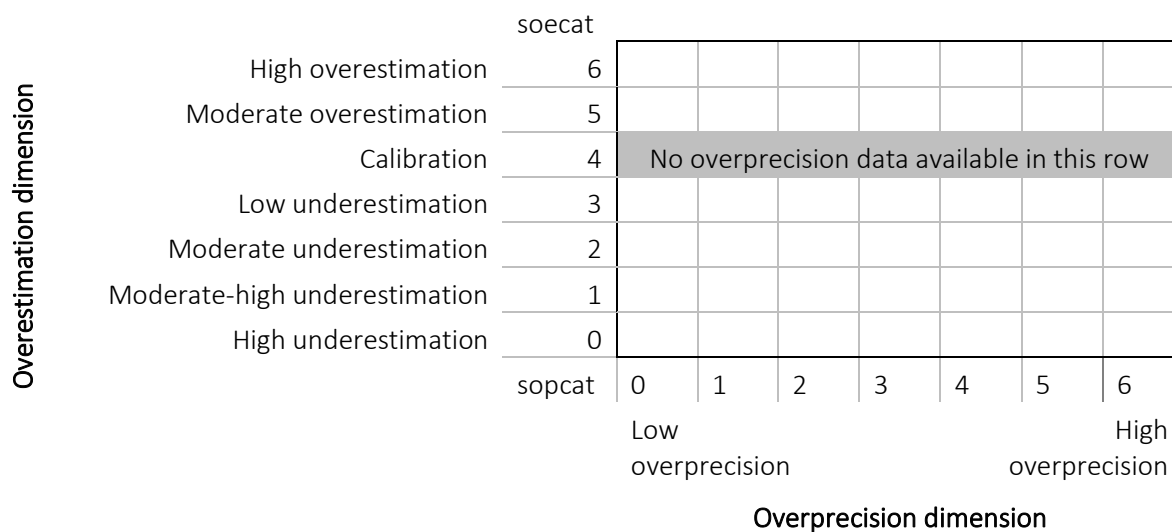 soecat
High overestimation 6
Moderate overestimation 5
Calibration 4 No overprecision data available in this row
Low underestimation 3
Moderate underestimation 2
Moderate-high underestimation 1
High underestimation 0
Overestimation dimension
sopcat 0 1 2 3 4 5 6
Low High
overprecision overprecision
Overprecision dimension